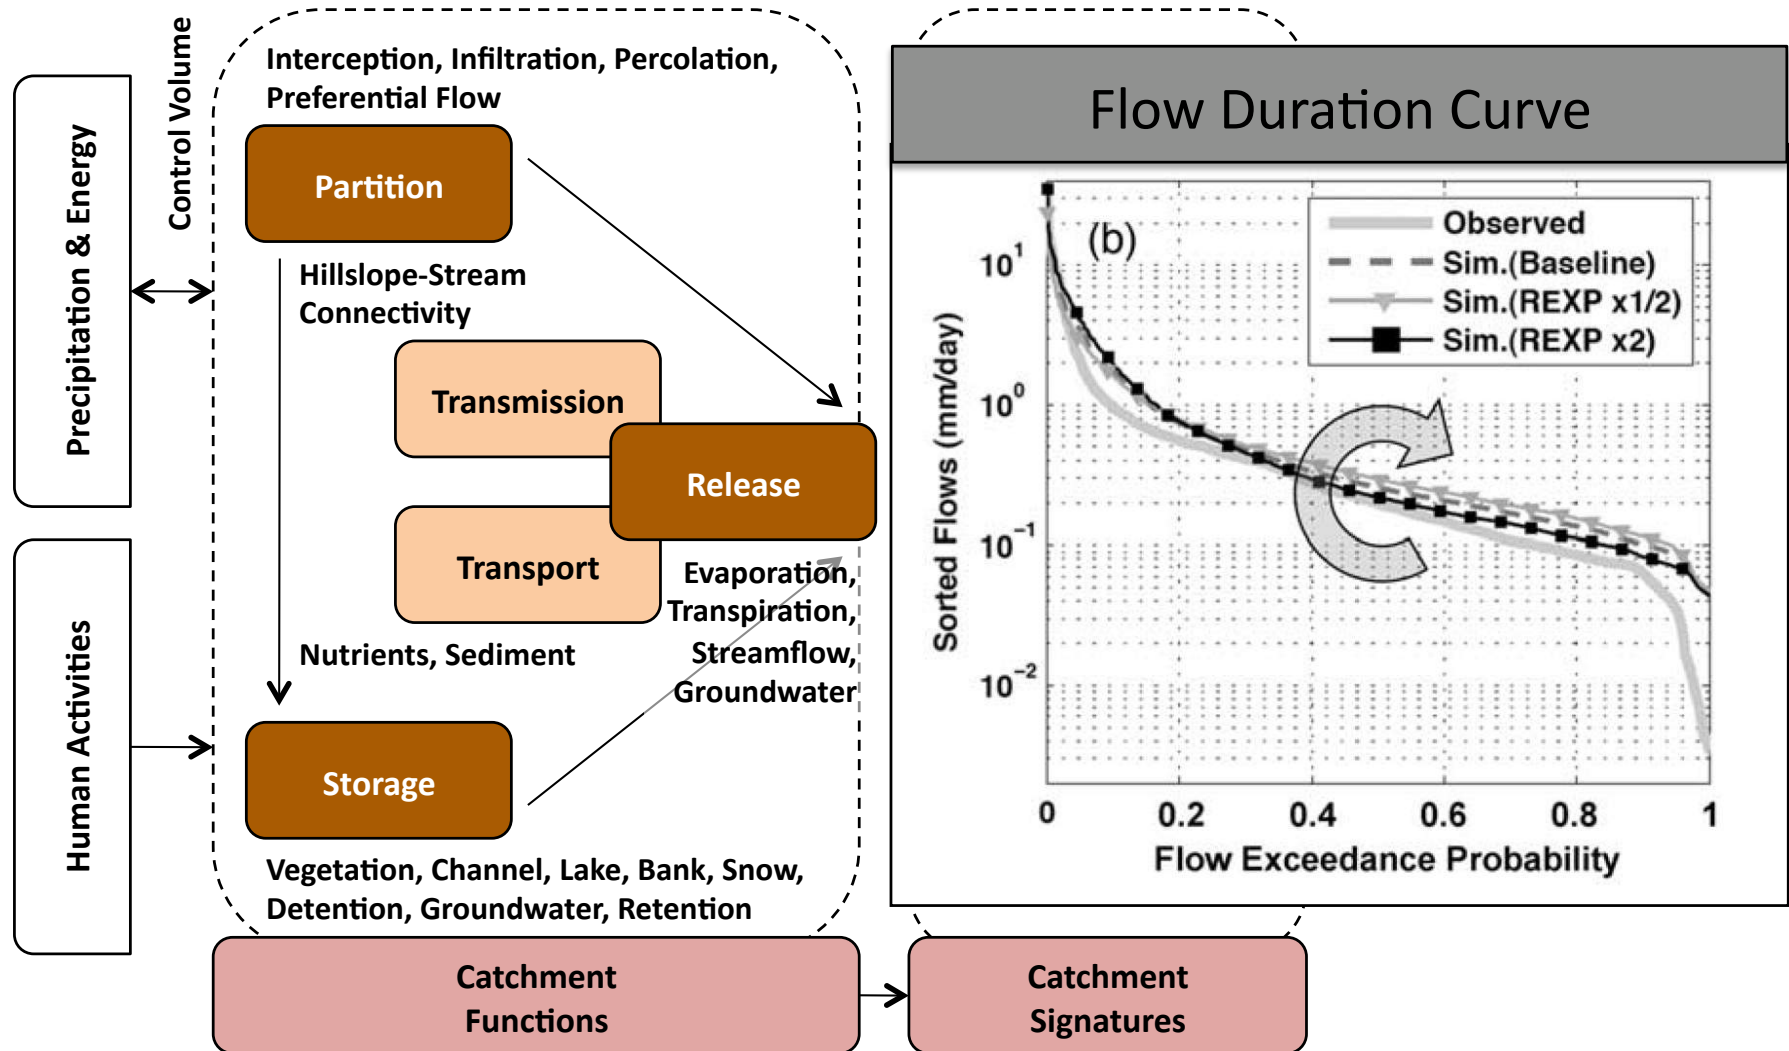 Precipitation & Energy
Human Activities
Control Volume
Interception, Infiltration, Percolation,
Preferential Flow
Partition
Hillslope-Stream
Connectivity
Transmission
Release
Transport
Evaporation,
Transpiration,
Streamflow,
Groundwater
Nutrients, Sediment
Storage
Vegetation, Channel, Lake, Bank, Snow,
Detention, Groundwater, Retention
Catchment
Functions
Catchment
Signatures
Flow Duration Curve
(b)
Observed
Sim.(Baseline)
Sim.(REXP x1/2)
Sim.(REXP x2)
Sorted Flows (mm/day)
10¹
10⁰
10⁻¹
10⁻²
0 0.2 0.4 0.6 0.8 1
Flow Exceedance Probability